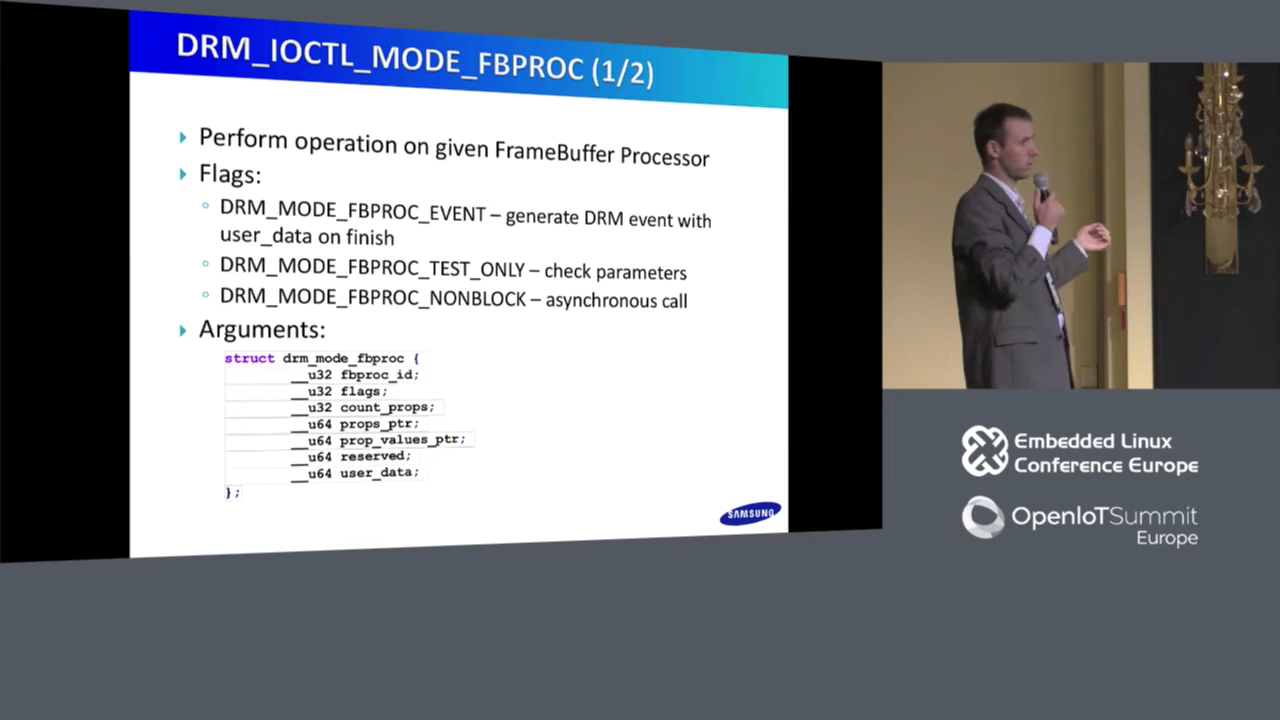 DRM_IOCTL_MODE_FBPROC (1/2)
Perform operation on given FrameBuffer Processor
Flags:
DRM_MODE_FBPROC_EVENT – generate DRM event with
user_data on finish
DRM_MODE_FBPROC_TEST_ONLY – check parameters
DRM_MODE_FBPROC_NONBLOCK – asynchronous call
Arguments:
struct drm_mode_fbproc {
__u32 fbproc_id;
__u32 flags;
__u32 count_props;
__u64 props_ptr;
__u64 prop_values_ptr;
__u64 reserved;
__u64 user_data;
};
SAMSUNG
Embedded Linux
Conference Europe
OpenIoTSummit
Europe